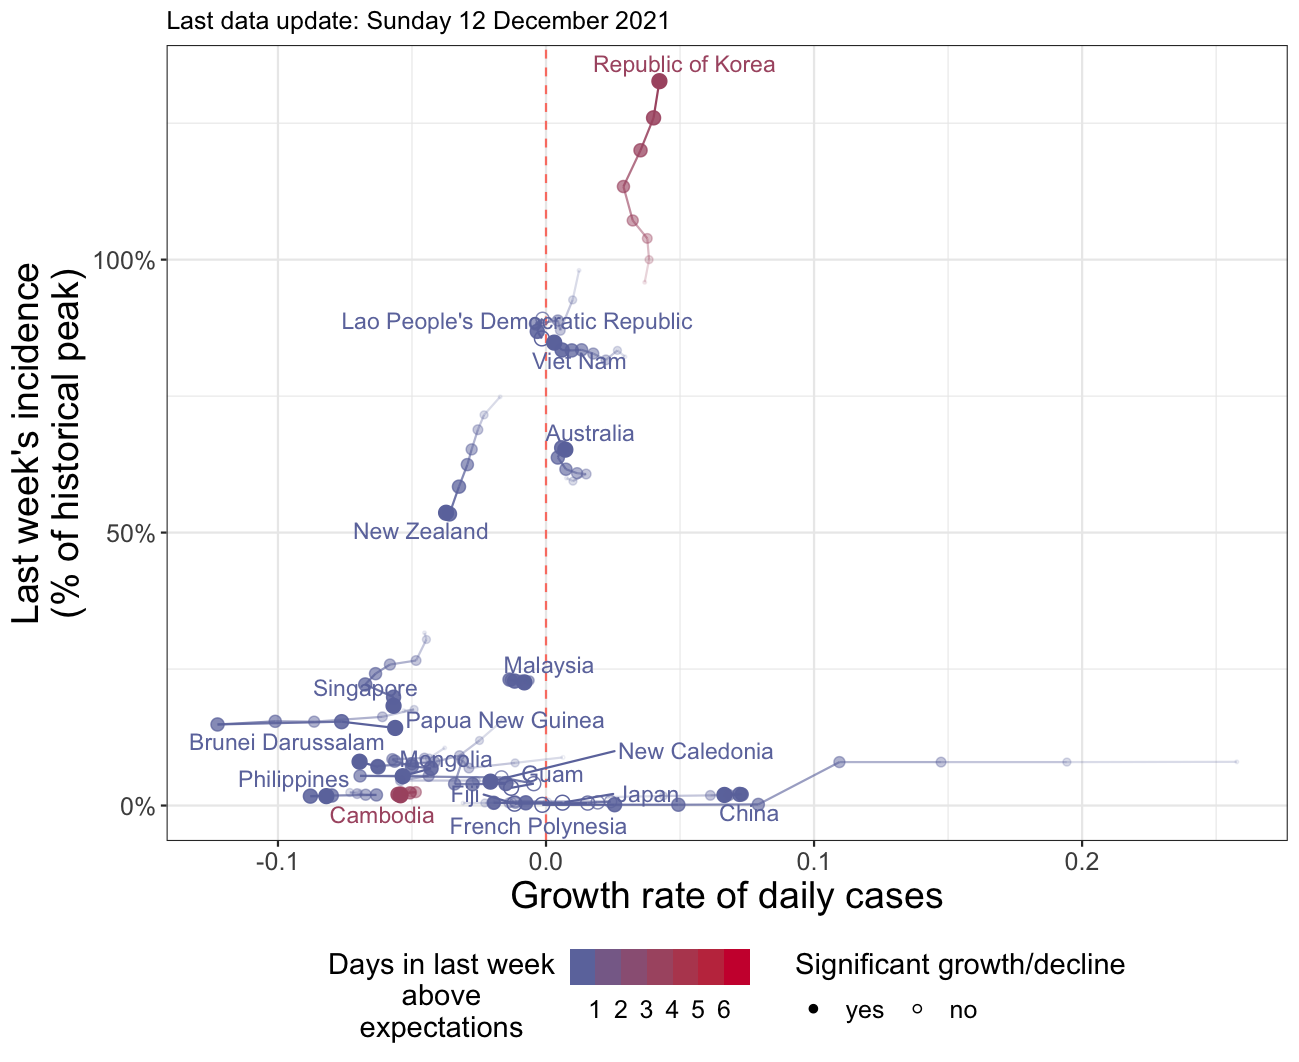 Last data update: Sunday 12 December 2021
Republic of Korea
100%
Lao People's Democratic Republic
Viet Nam
Australia
50%
New Zealand
Malaysia
Singapore
Papua New Guinea
Brunei Darussalam
New Caledonia
Mongolia
Philippines
Guam
Fiji
Japan
0%
Cambodia
China
French Polynesia
-0.1
0.0
0.1
0.2
Last week's incidence
(% of historical peak)
Growth rate of daily cases
Days in last week
above
expectations
1 2 3 4 5 6
Significant growth/decline
yes
no